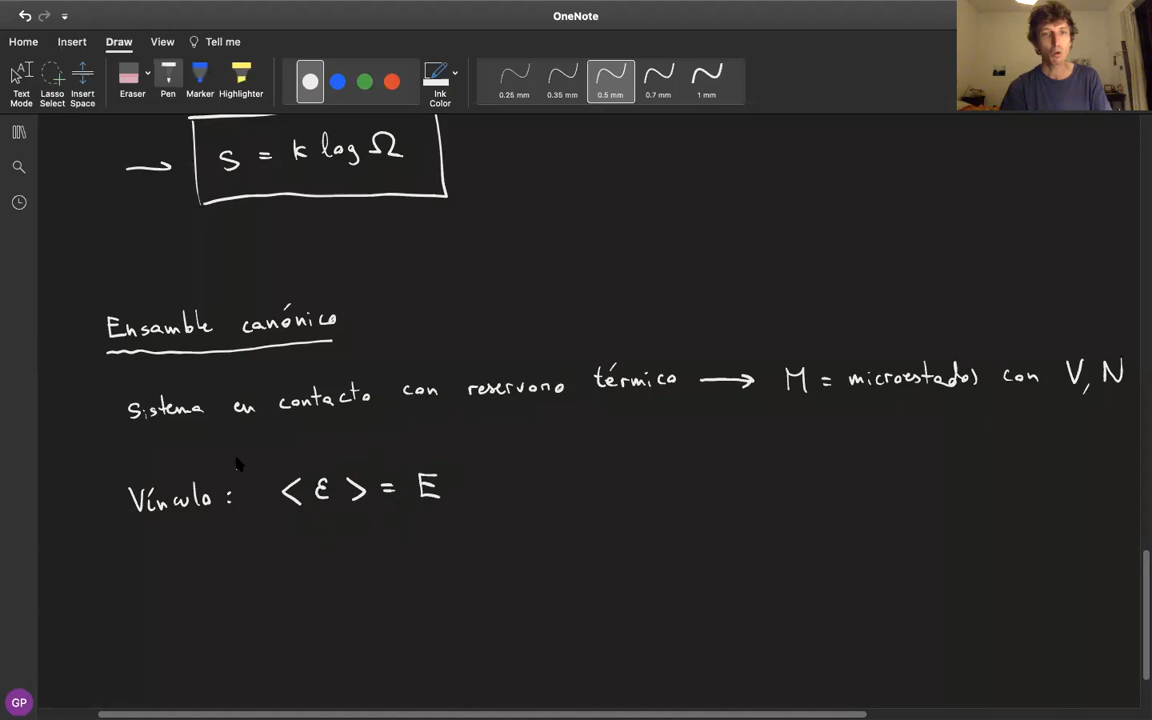 OneNote
Home Insert Draw View Tell me
Text Mode Lasso Select Insert Space Eraser Pen Marker Highlighter Ink Color 0.25 mm 0.35 mm 0.5 mm 0.7 mm 1 mm
→ S = k log Ω
Ensamble canónico
Sistema en contacto con reservorio térmico → M = microestados con V, N
Vínculo: < ε > = E
GP